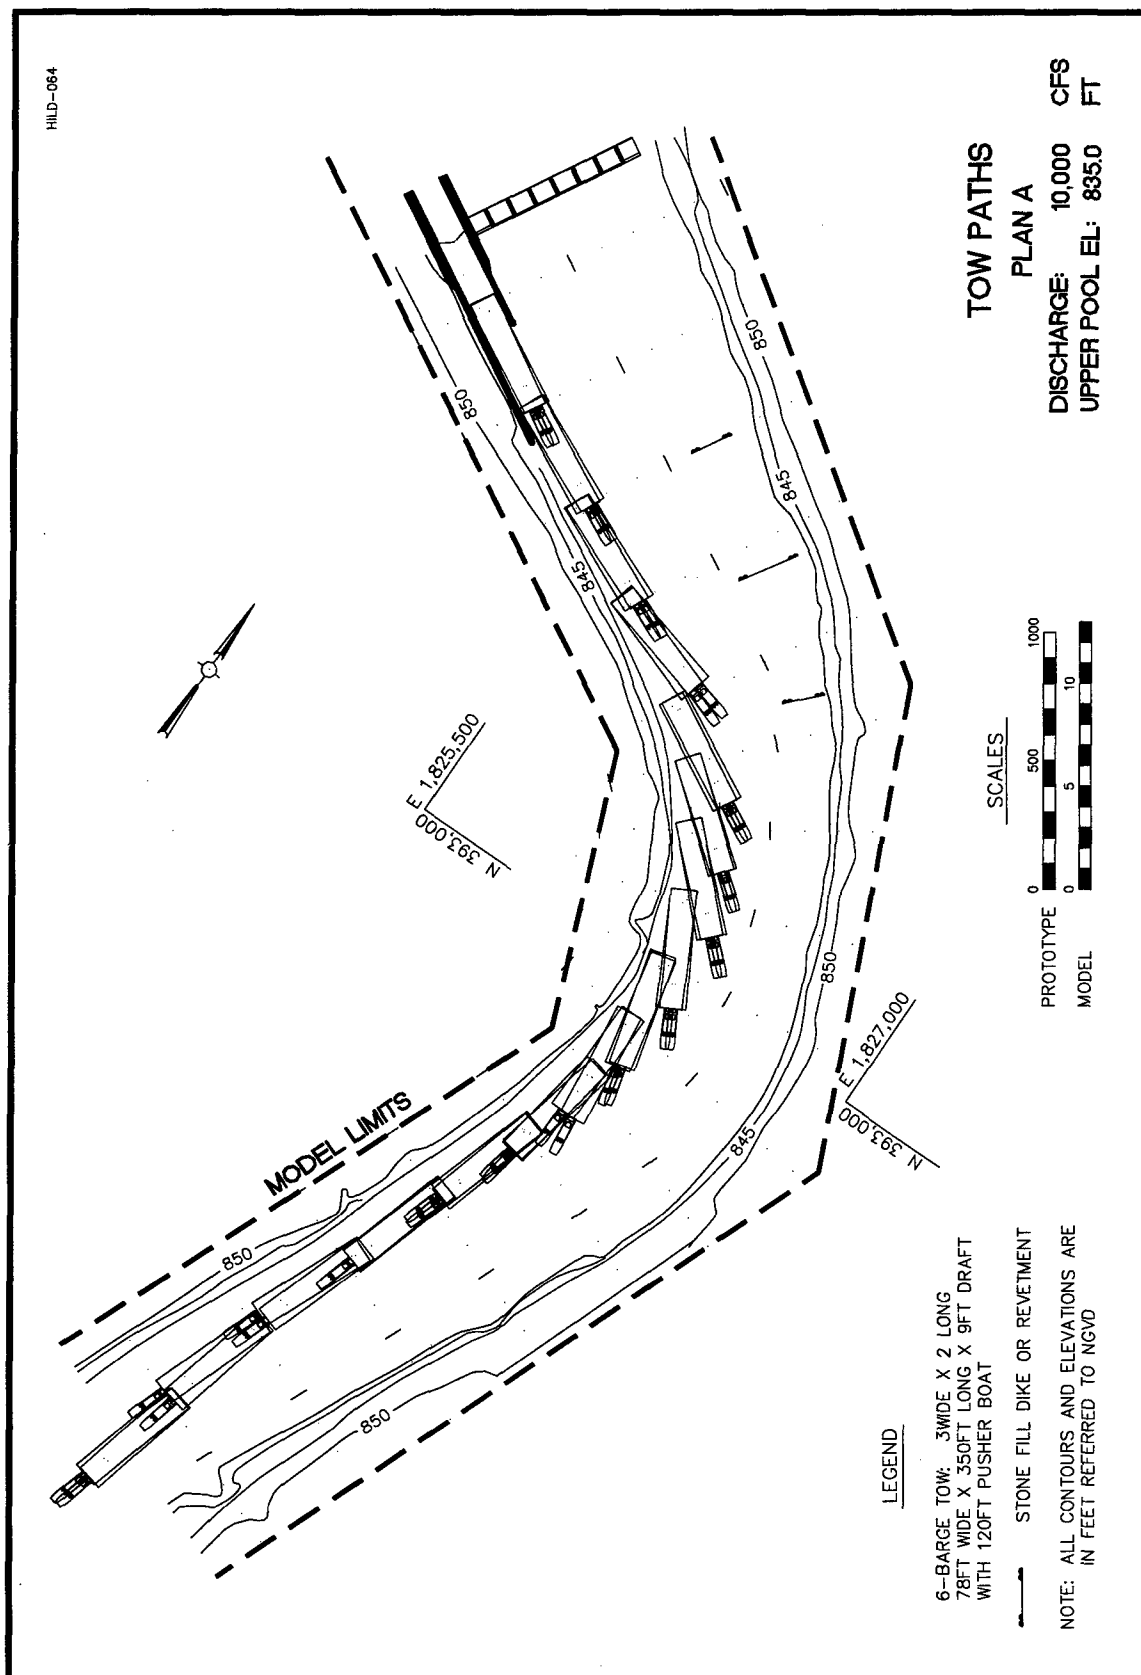 HILD-064
TOW PATHS
PLAN A
DISCHARGE: 10,000 CFS
UPPER POOL EL: 835.0 FT
MODEL LIMITS
850
850
845
850
845
850
845
850
E 1,825,500
N 393,000
E 1,827,000
N 393,000
SCALES
PROTOTYPE 0 500 1000
MODEL 0 5 10
LEGEND
6-BARGE TOW: 3WIDE X 2 LONG
78FT WIDE X 350FT LONG X 9FT DRAFT
WITH 120FT PUSHER BOAT
STONE FILL DIKE OR REVETMENT
NOTE: ALL CONTOURS AND ELEVATIONS ARE
IN FEET REFERRED TO NGVD